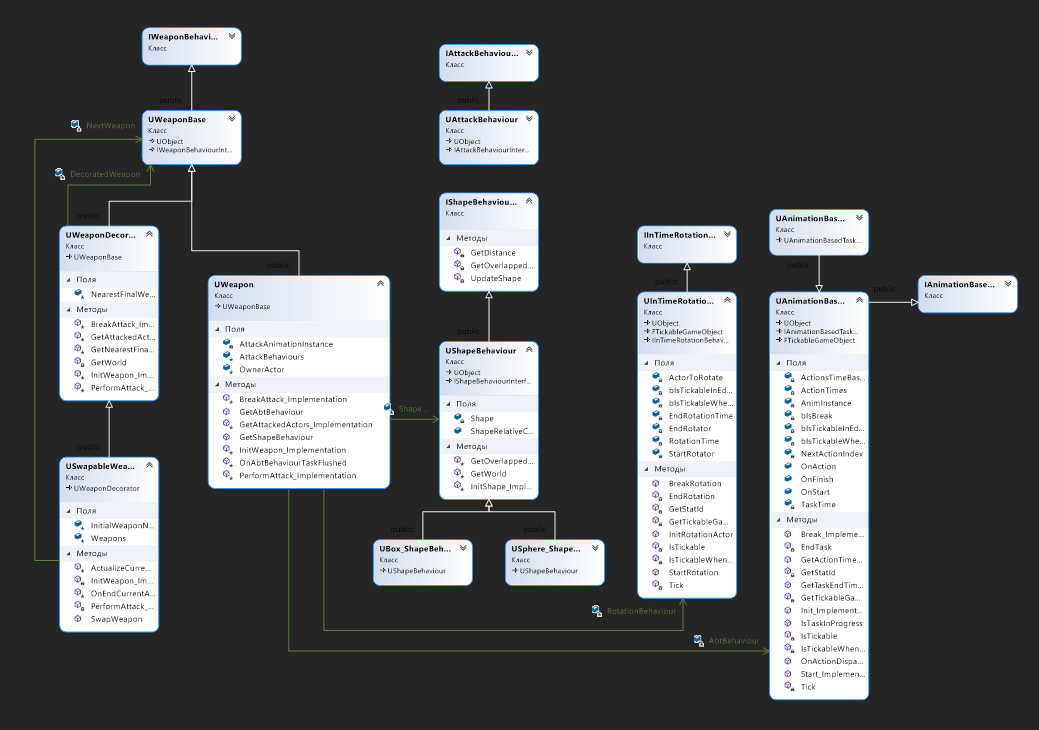 IWeaponBehavi...
Класс
public
UWeaponBase
Класс
UObject
IWeaponBehaviourInt...
NextWeapon
DecoratedWeapon
public
UWeaponDecor...
Класс
UWeaponBase
Поля
NearestFinalWe...
Методы
BreakAttack_Im...
GetAttackedAct...
GetNearestFina...
GetWorld
InitWeapon_Im...
PerformAttack_...
public
USwapableWea...
Класс
UWeaponDecorator
Поля
InitialWeaponN...
Weapons
Методы
ActualizeCurre...
InitWeapon_Im...
OnEndCurrentA...
PerformAttack_...
SwapWeapon
public
UWeapon
Класс
UWeaponBase
Поля
AttackAnimationInstance
AttackBehaviours
OwnerActor
Методы
BreakAttack_Implementation
GetAbtBehaviour
GetAttackedActors_Implementation
GetShapeBehaviour
InitWeapon_Implementation
OnAbtBehaviourTaskFlushed
PerformAttack_Implementation
Shape...
IAttackBehaviou...
Класс
public
UAttackBehaviour
Класс
UObject
IAttackBehaviourInter...
IShapeBehaviou...
Класс
Методы
GetDistance
GetOverlapped...
UpdateShape
public
UShapeBehaviour
Класс
UObject
IShapeBehaviourInterf...
Поля
Shape
ShapeRelativeC...
Методы
GetOverlapped...
GetWorld
InitShape_Impl...
public
public
UBox_ShapeBeh...
Класс
UShapeBehaviour
USphere_Shape...
Класс
UShapeBehaviour
RotationBehaviour
AbtBehaviour
IInTimeRotation...
Класс
public
UInTimeRotatio...
Класс
UObject
FTickableGameObject
IInTimeRotationBehav...
Поля
ActorToRotate
bIsTickableInEd...
bIsTickableWhe...
EndRotationTime
EndRotator
RotationTime
StartRotator
Методы
BreakRotation
EndRotation
GetStatId
GetTickableGa...
InitRotationActor
IsTickable
IsTickableWhen...
StartRotation
Tick
UAnimationBas...
Класс
UAnimationBasedTask...
public
UAnimationBas...
Класс
UObject
IAnimationBasedTask...
FTickableGameObject
Поля
ActionsTimeBas...
ActionTimes
AnimInstance
bIsBreak
bIsTickableInEd...
bIsTickableWhe...
NextActionIndex
OnAction
OnFinish
OnStart
TaskTime
Методы
Break_Impleme...
EndTask
GetActionTime...
GetStatId
GetTaskEndTim...
GetTickableGa...
Init_Implement...
IsTaskInProgress
IsTickable
IsTickableWhen...
OnActionDispa...
Start_Implemen...
Tick
public
IAnimationBase...
Класс